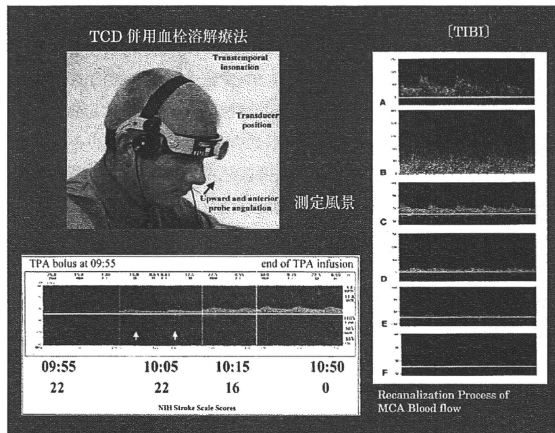 TCD 併用血栓溶解療法
Transtemporal
insonation
Transducer
position
Upward and anterior
probe angulation
測定風景
TPA bolus at 09:55
end of TPA infusion
09:55 10:05 10:15 10:50
22 22 16 0
NIH Stroke Scale Scores
〔TIBI〕
A
B
C
D
E
F
Recanalization Process of
MCA Blood flow